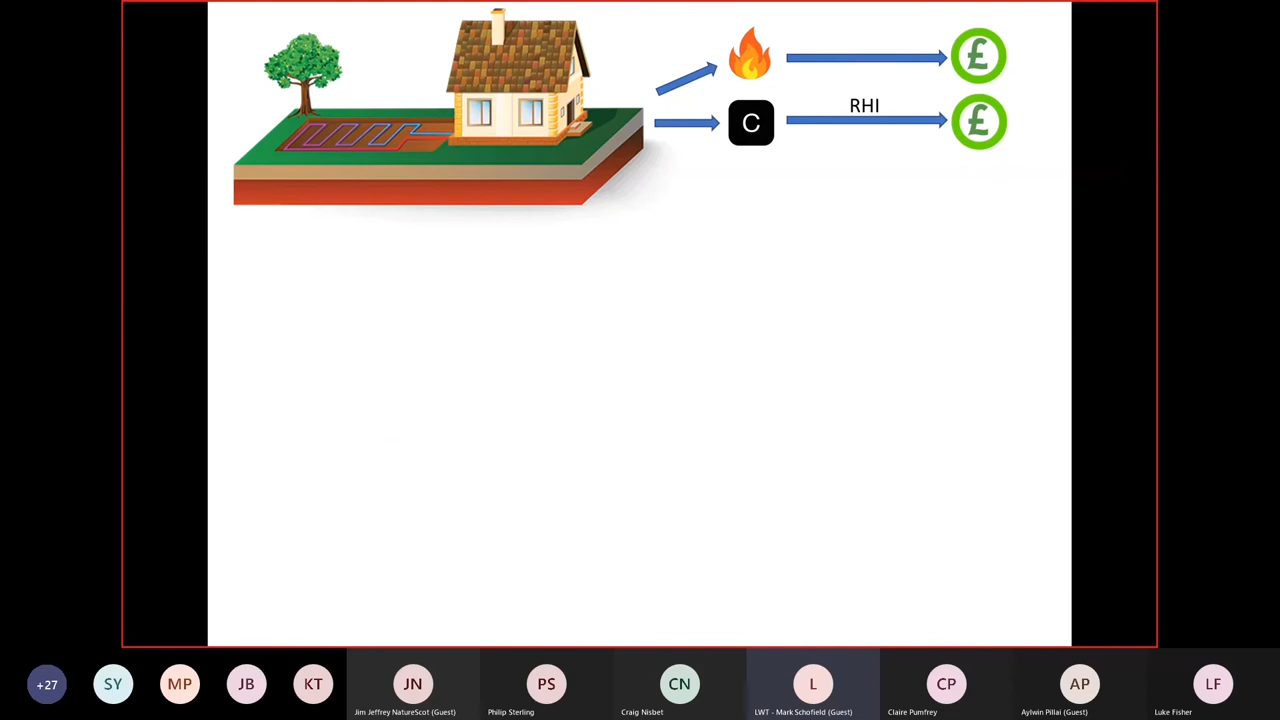 £
RHI
C
£
+27
SY
MP
JB
KT
JN
PS
CN
L
CP
AP
LF
Jim Jeffrey NatureScot (Guest)
Philip Sterling
Craig Nisbet
LWT - Mark Schofield (Guest)
Claire Pumfrey
Aylwin Pillai (Guest)
Luke Fisher